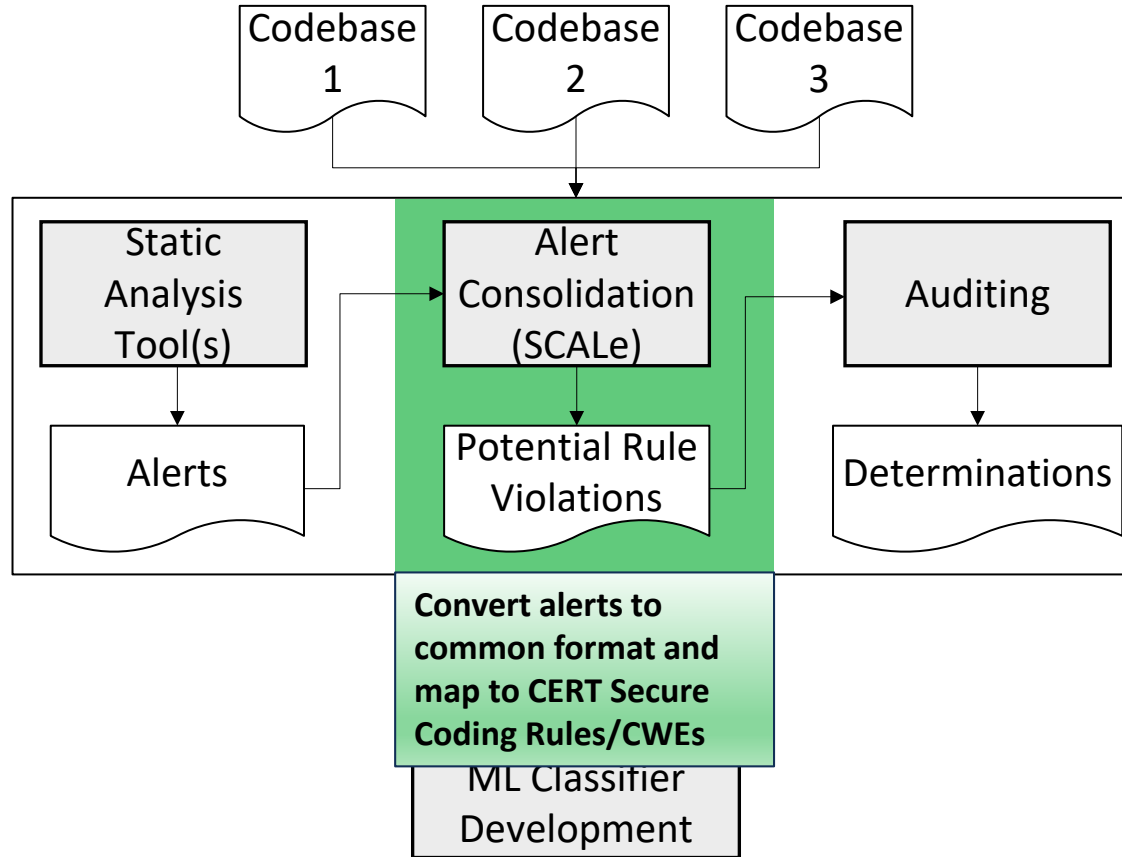 Codebase
1
Codebase
2
Codebase
3
Static
Analysis
Tool(s)
Alert
Consolidation
(SCALe)
Auditing
Alerts
Potential Rule
Violations
Determinations
Convert alerts to
common format and
map to CERT Secure
Coding Rules/CWEs
ML Classifier
Development